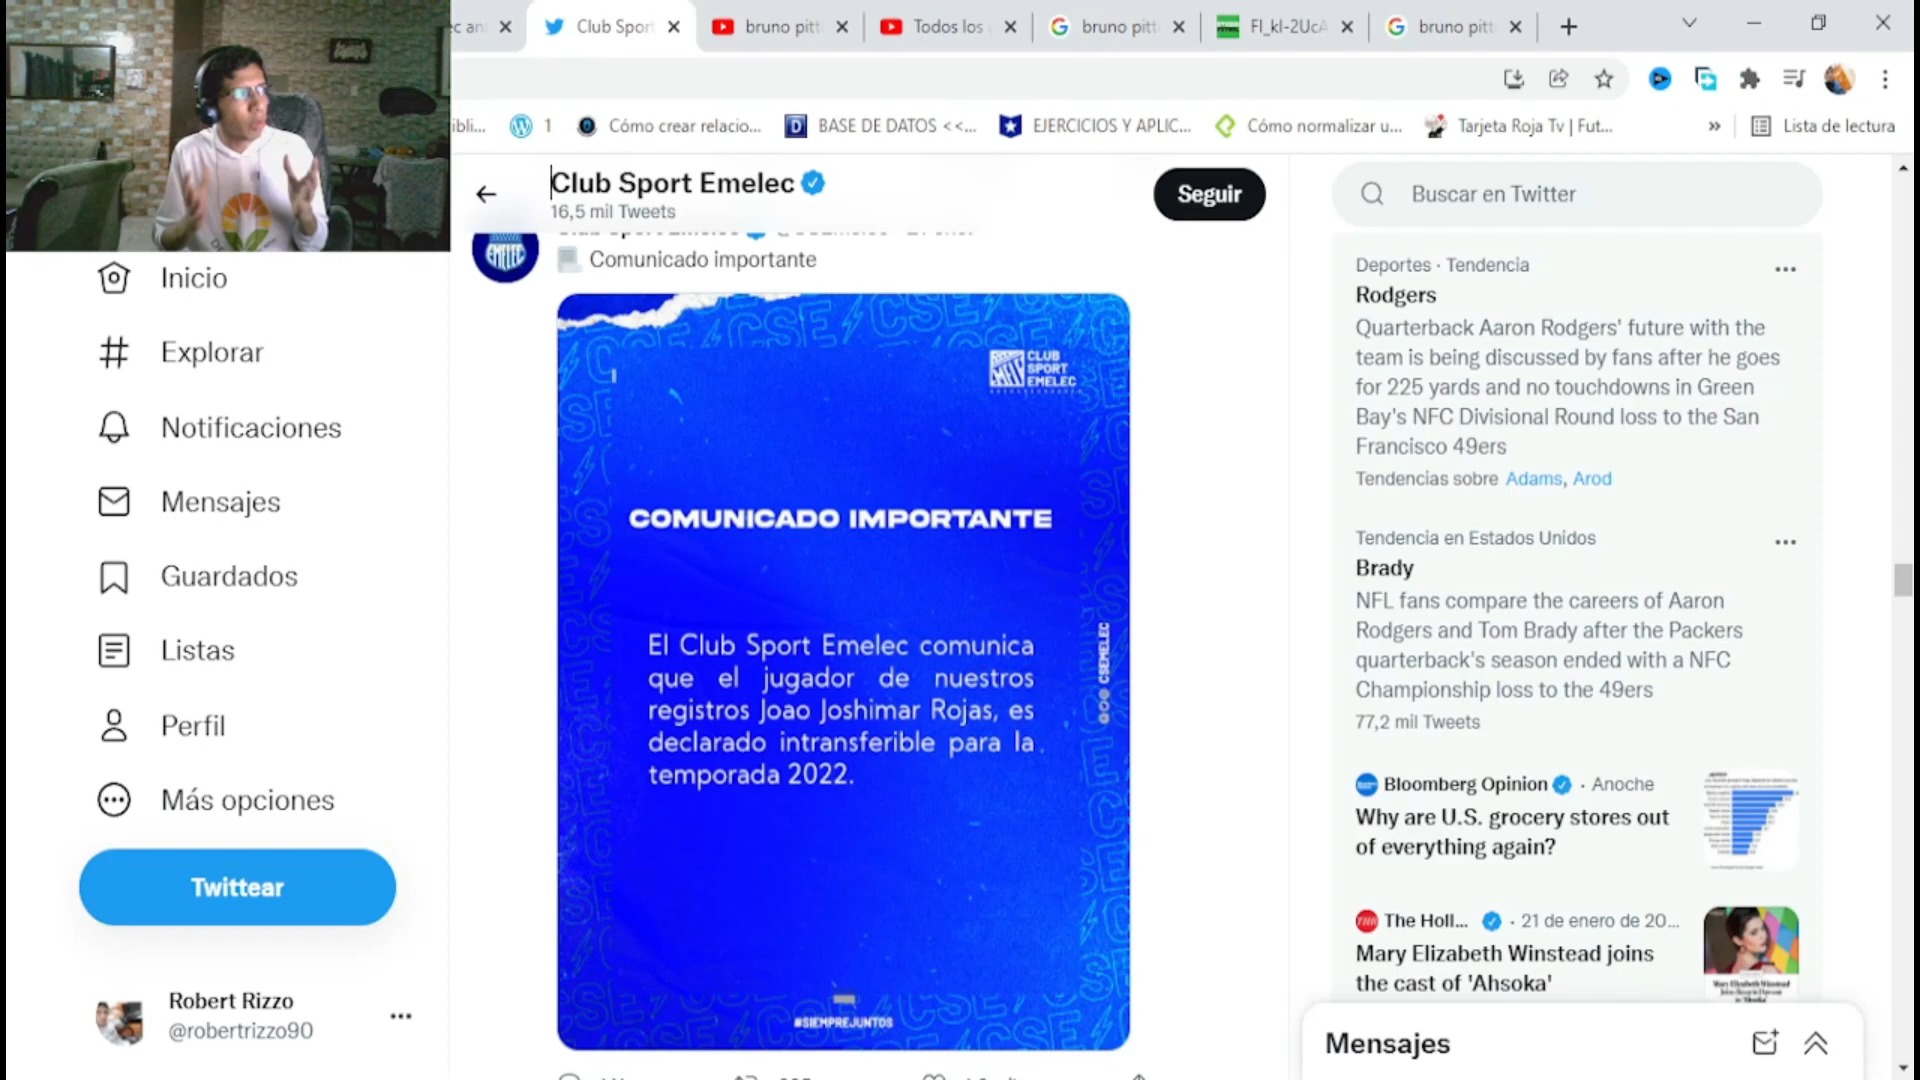 Club Sport
bruno pitt
Todos los
bruno pitt
FI_kI-2UcA
bruno pitt
1
Cómo crear relacio...
BASE DE DATOS <<...
EJERCICIOS Y APLIC...
Cómo normalizar u...
Tarjeta Roja Tv | Fut...
»
Lista de lectura
Club Sport Emelec
16,5 mil Tweets
Seguir
Buscar en Twitter
Inicio
Explorar
Notificaciones
Mensajes
Guardados
Listas
Perfil
Más opciones
Twittear
Robert Rizzo
@robertrizzo90
EMELEC
Comunicado importante
CLUB
SPORT
EMELEC
COMUNICADO IMPORTANTE
El Club Sport Emelec comunica
que el jugador de nuestros
registros Joao Joshimar Rojas, es
declarado intransferible para la
temporada 2022.
CSEMELEC
#SIEMPREJUNTOS
Deportes · Tendencia
Rodgers
Quarterback Aaron Rodgers' future with the
team is being discussed by fans after he goes
for 225 yards and no touchdowns in Green
Bay's NFC Divisional Round loss to the San
Francisco 49ers
Tendencias sobre Adams, Arod
Tendencia en Estados Unidos
Brady
NFL fans compare the careers of Aaron
Rodgers and Tom Brady after the Packers
quarterback's season ended with a NFC
Championship loss to the 49ers
77,2 mil Tweets
Bloomberg Opinion · Anoche
Why are U.S. grocery stores out
of everything again?
The Holl... · 21 de enero de 20...
Mary Elizabeth Winstead joins
the cast of 'Ahsoka'
Mensajes